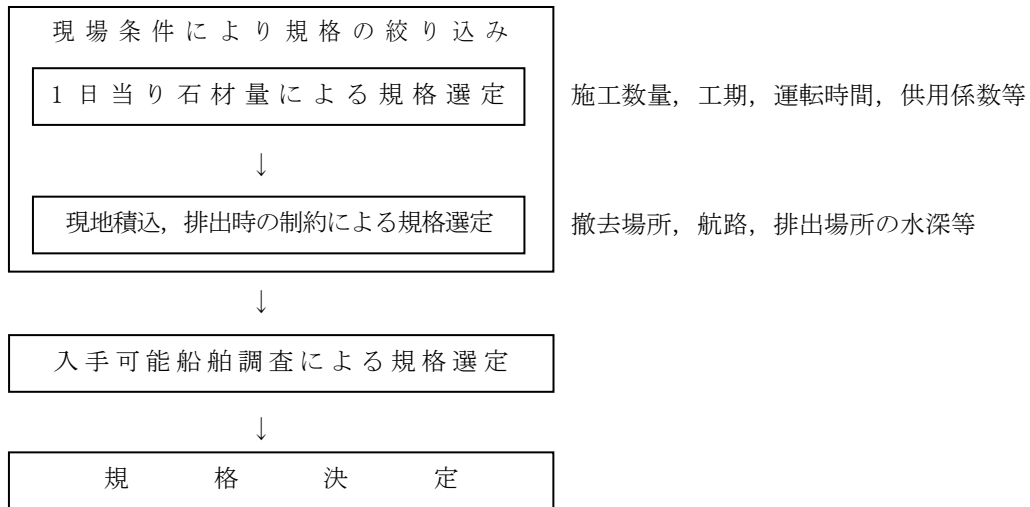 現場条件により規格の絞り込み
1日当り石材量による規格選定
施工数量，工期，運転時間，供用係数等
↓
現地積込，排出時の制約による規格選定
撤去場所，航路，排出場所の水深等
↓
入手可能船舶調査による規格選定
↓
規格決定